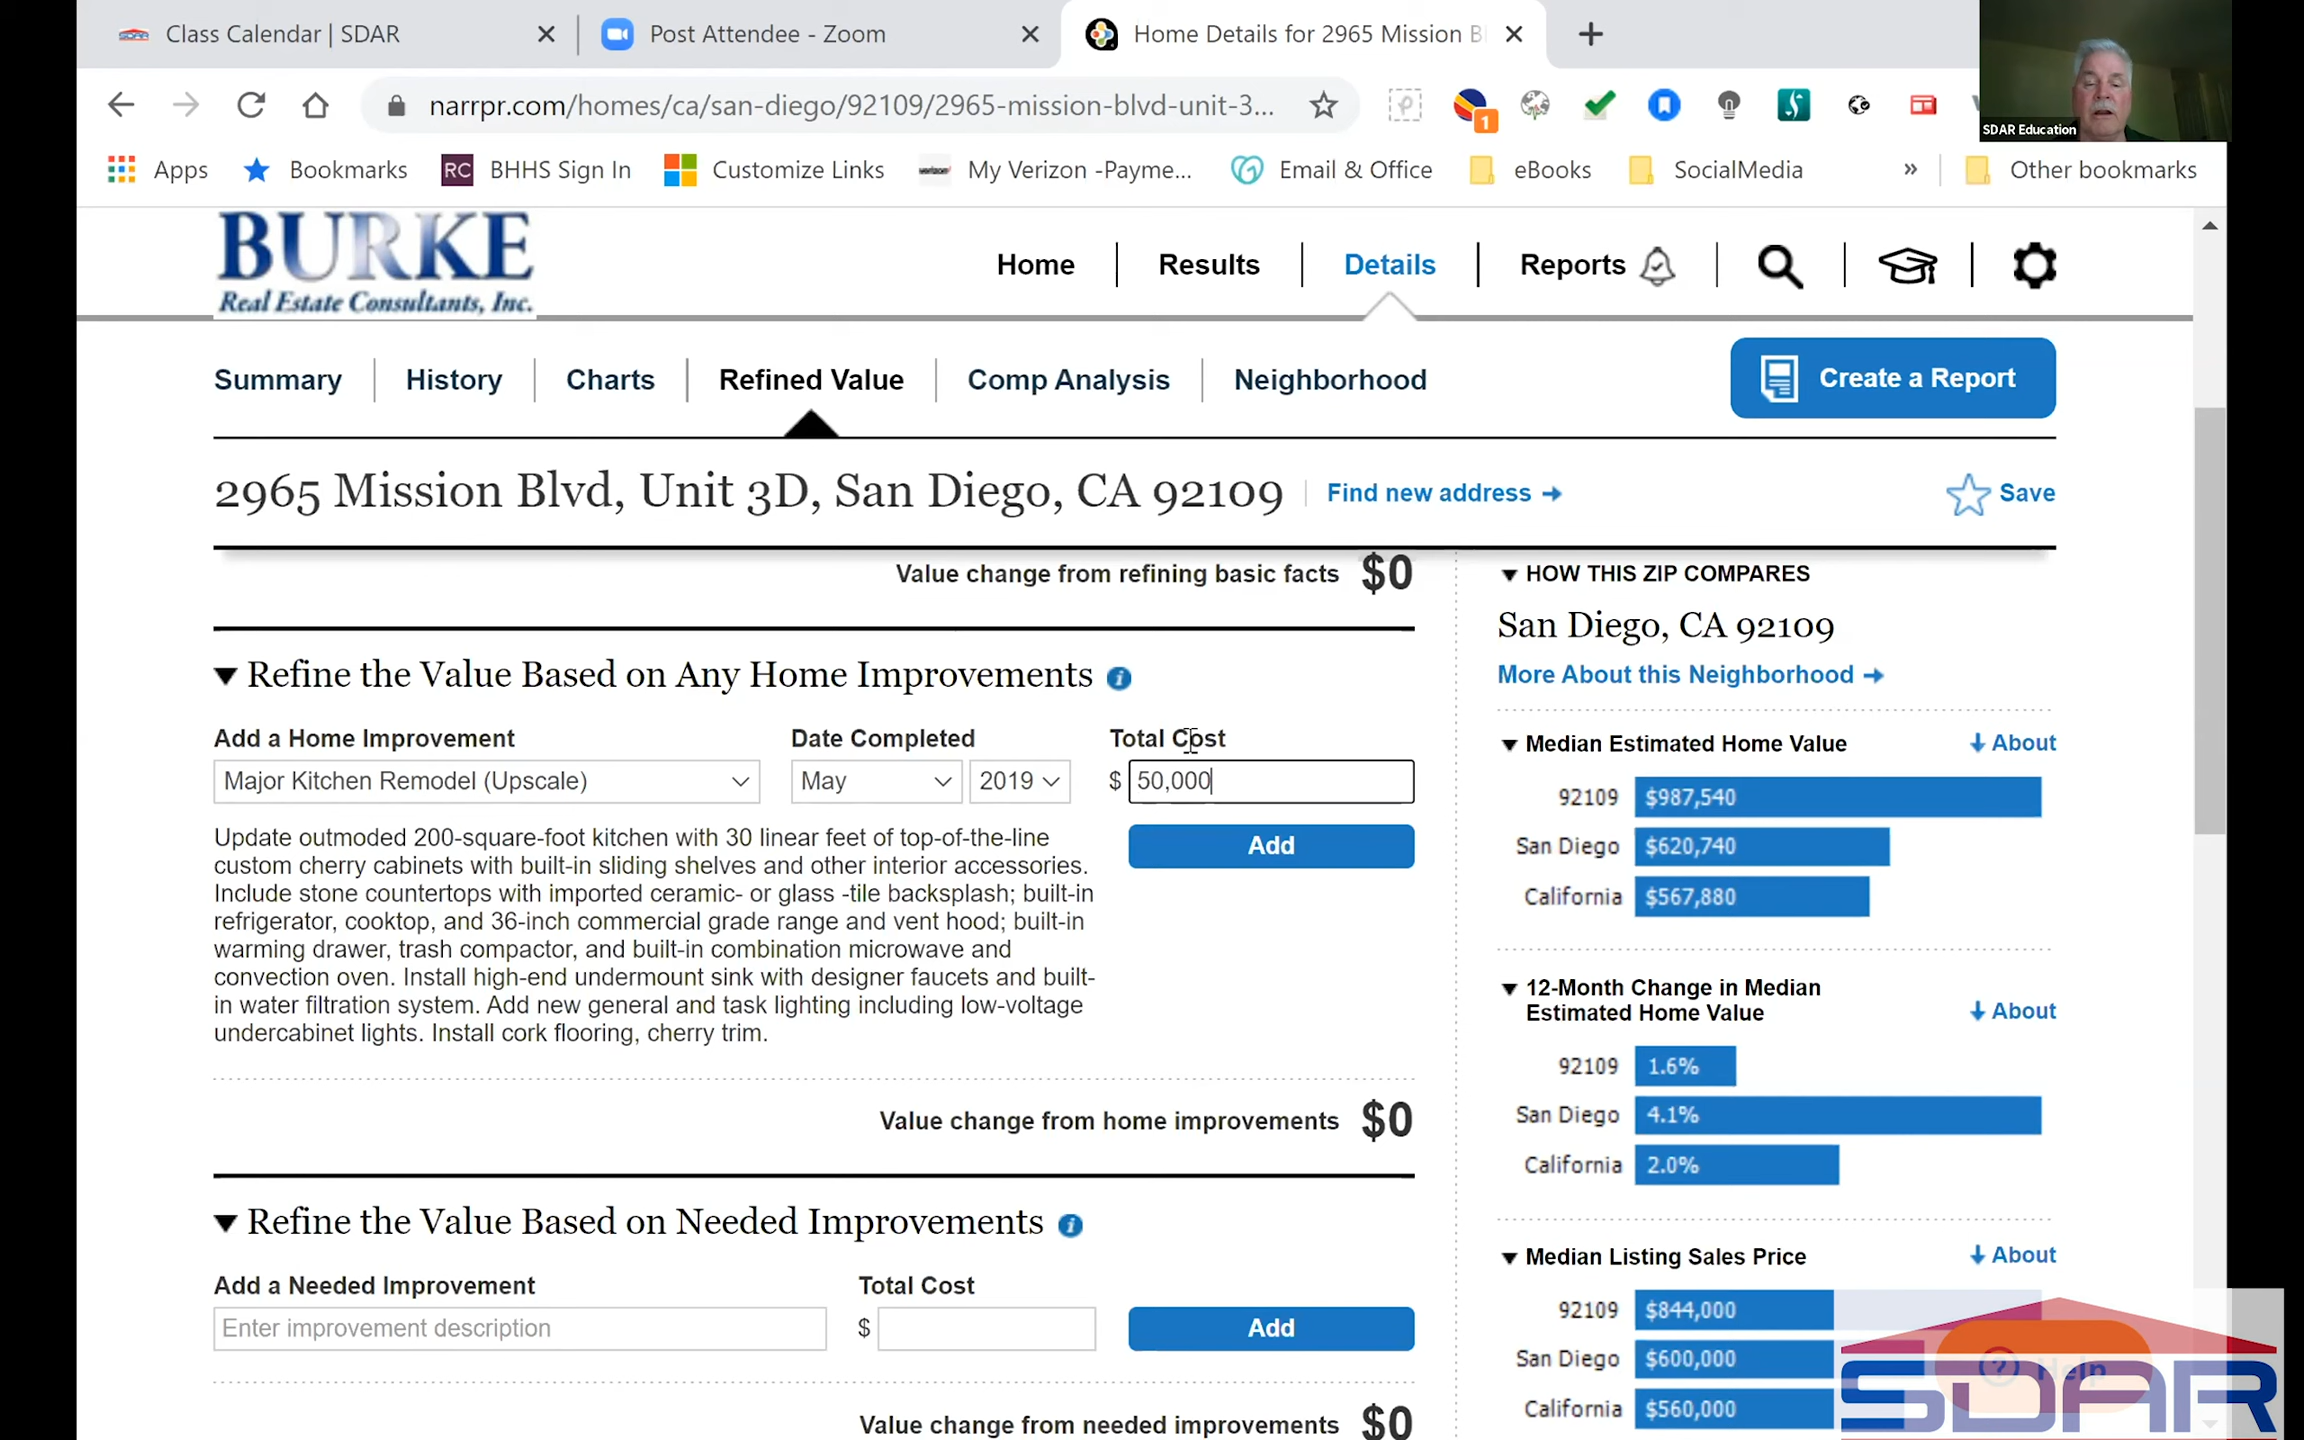 Class Calendar | SDAR
Post Attendee - Zoom
Home Details for 2965 Mission B
narrpr.com/homes/ca/san-diego/92109/2965-mission-blvd-unit-3...
1
SDAR Education
Apps
Bookmarks
RC BHHS Sign In
Customize Links
My Verizon -Payme...
Email & Office
eBooks
SocialMedia
»
Other bookmarks
BURKE
Real Estate Consultants, Inc.
Home
Results
Details
Reports
Summary
History
Charts
Refined Value
Comp Analysis
Neighborhood
Create a Report
2965 Mission Blvd, Unit 3D, San Diego, CA 92109
Find new address
Save
Value change from refining basic facts $0
Refine the Value Based on Any Home Improvements
Add a Home Improvement
Date Completed
Total Cost
Major Kitchen Remodel (Upscale)
May
2019
$ 50,000
Add
Update outmoded 200-square-foot kitchen with 30 linear feet of top-of-the-line
custom cherry cabinets with built-in sliding shelves and other interior accessories.
Include stone countertops with imported ceramic- or glass -tile backsplash; built-in
refrigerator, cooktop, and 36-inch commercial grade range and vent hood; built-in
warming drawer, trash compactor, and built-in combination microwave and
convection oven. Install high-end undermount sink with designer faucets and built-
in water filtration system. Add new general and task lighting including low-voltage
undercabinet lights. Install cork flooring, cherry trim.
Value change from home improvements $0
Refine the Value Based on Needed Improvements
Add a Needed Improvement
Total Cost
Enter improvement description
$
Add
Value change from needed improvements $0
HOW THIS ZIP COMPARES
San Diego, CA 92109
More About this Neighborhood
Median Estimated Home Value
About
92109 $987,540
San Diego $620,740
California $567,880
12-Month Change in Median
Estimated Home Value
About
92109 1.6%
San Diego 4.1%
California 2.0%
Median Listing Sales Price
About
92109 $844,000
San Diego $600,000
California $560,000
Help
SDAR